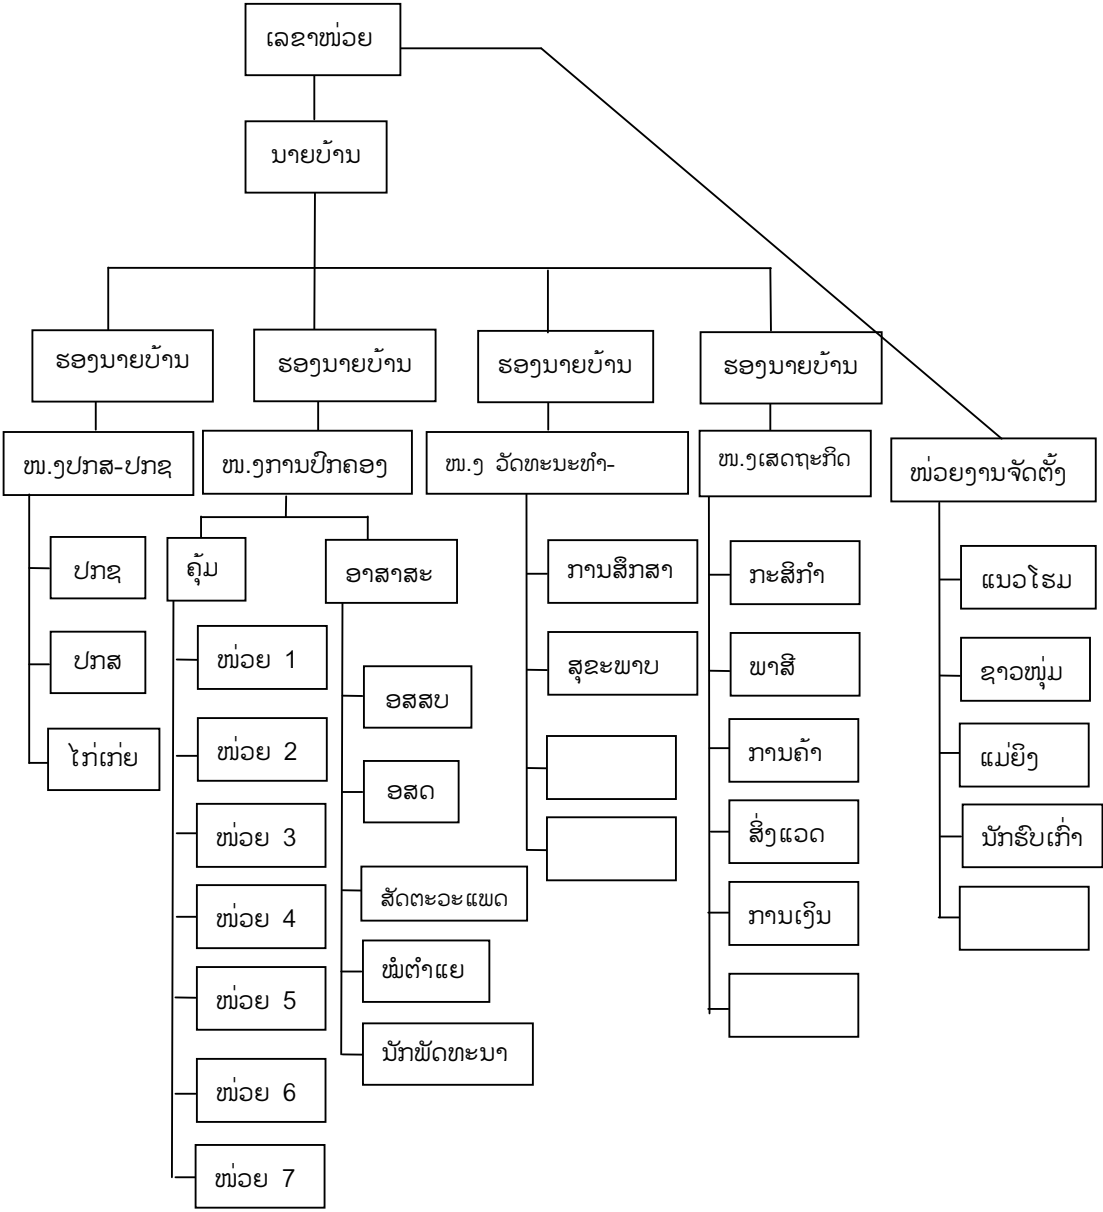 ເລຂາໜ່ວຍ
ນາຍບ້ານ
ຮອງນາຍບ້ານ
ຮອງນາຍບ້ານ
ຮອງນາຍບ້ານ
ຮອງນາຍບ້ານ
ໜ.ງປກສ-ປກຊ
ໜ.ງການປົກຄອງ
ໜ.ງ ວັດທະນະທຳ-
ໜ.ງເສດຖະກິດ
ໜ່ວຍງານຈັດຕັ້ງ
ປກຊ
ປກສ
ໄກ່ເກ່ຍ
ຄຸ້ມ
ໜ່ວຍ 1
ໜ່ວຍ 2
ໜ່ວຍ 3
ໜ່ວຍ 4
ໜ່ວຍ 5
ໜ່ວຍ 6
ໜ່ວຍ 7
ອາສາສະ
ອສສບ
ອສດ
ສັດຕະວະແພດ
ໝໍຕຳແຍ
ນັກພັດທະນາ
ການສຶກສາ
ສຸຂະພາບ
ກະສິກຳ
ພາສີ
ການຄ້າ
ສິ່ງແວດ
ການເງິນ
ແນວໂຮມ
ຊາວໜຸ່ມ
ແມ່ຍິງ
ນັກຮົບເກົ່າ